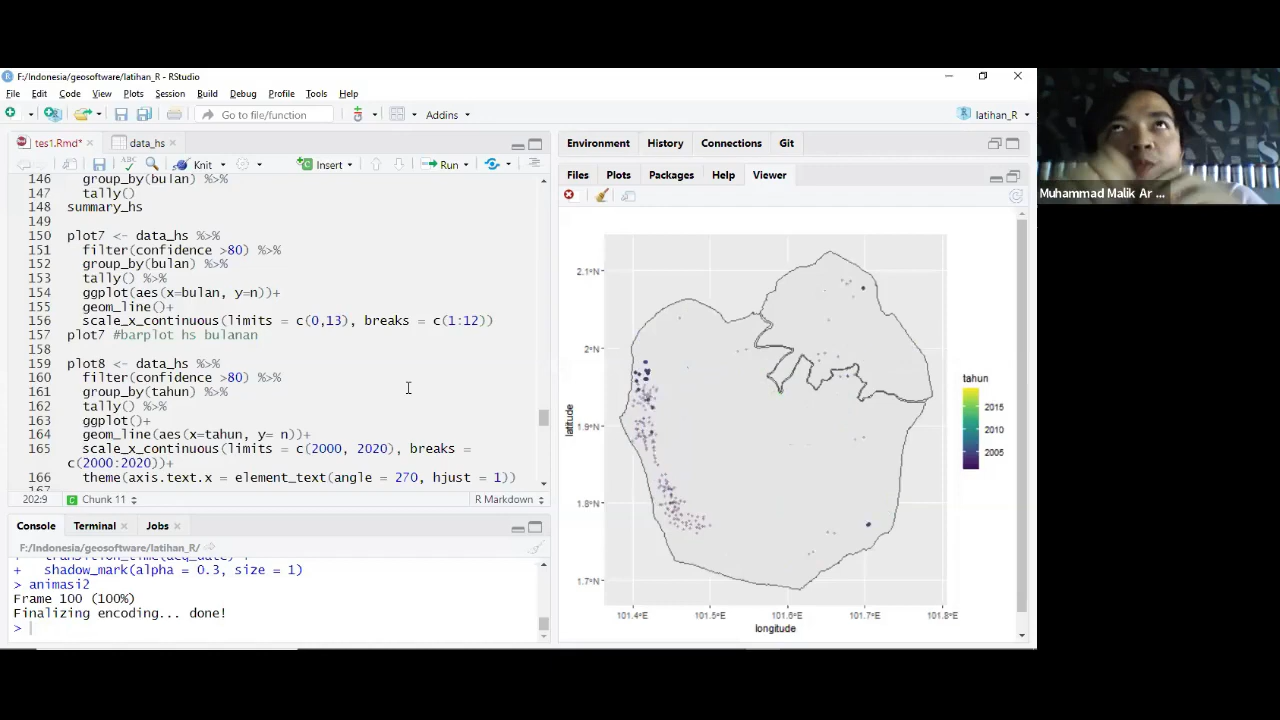 F:/Indonesia/geosoftware/latihan_R - RStudio
File Edit Code View Plots Session Build Debug Profile Tools Help
Go to file/function
Addins
latihan_R
tes1.Rmd*
data_hs
Knit
Insert
Run
146 group_by(bulan) %>%
147 tally()
148 summary_hs
149
150 plot7 <- data_hs %>%
151 filter(confidence >80) %>%
152 group_by(bulan) %>%
153 tally() %>%
154 ggplot(aes(x=bulan, y=n))+
155 geom_line()+
156 scale_x_continuous(limits = c(0,13), breaks = c(1:12))
157 plot7 #barplot hs bulanan
158
159 plot8 <- data_hs %>%
160 filter(confidence >80) %>%
161 group_by(tahun) %>%
162 tally() %>%
163 ggplot()+
164 geom_line(aes(x=tahun, y= n))+
165 scale_x_continuous(limits = c(2000, 2020), breaks =
c(2000:2020))+
166 theme(axis.text.x = element_text(angle = 270, hjust = 1))
202:9
Chunk 11
R Markdown
Console
Terminal
Jobs
F:/Indonesia/geosoftware/latihan_R/
+ shadow_mark(alpha = 0.3, size = 1)
> animasi2
Frame 100 (100%)
Finalizing encoding... done!
>
Environment
History
Connections
Git
Files
Plots
Packages
Help
Viewer
2.1°N
2°N
1.9°N
1.8°N
1.7°N
latitude
101.4°E
101.5°E
101.6°E
101.7°E
101.8°E
longitude
tahun
2015
2010
2005
Muhammad Malik Ar ...